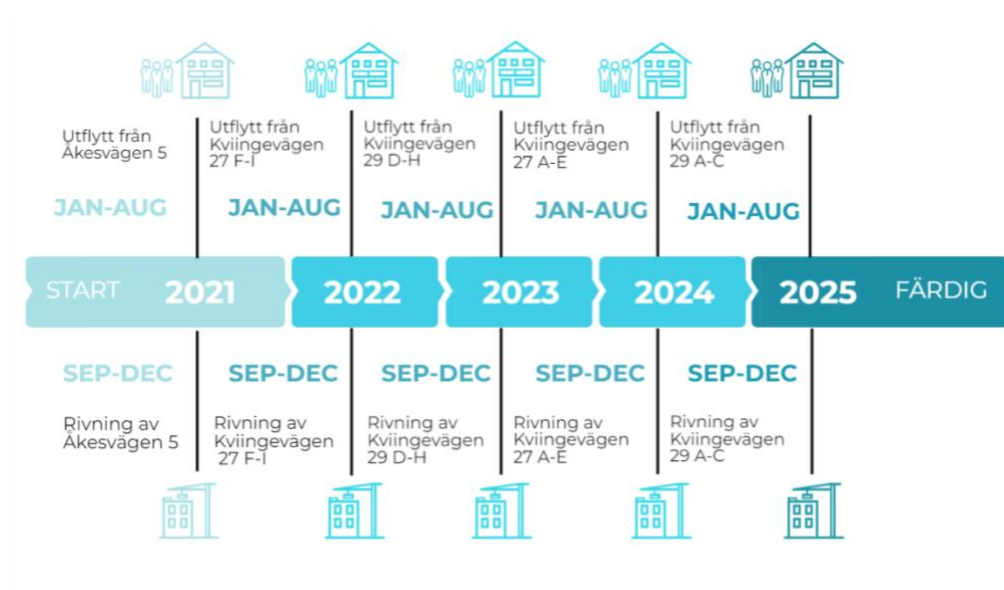 Utflytt från
Åkesvägen 5
JAN-AUG
Utflytt från
Kviingevägen
27 F-I
JAN-AUG
Utflytt från
Kviingevägen
29 D-H
JAN-AUG
Utflytt från
Kviingevägen
27 A-E
JAN-AUG
Utflytt från
Kviingevägen
29 A-C
JAN-AUG
START 2021 2022 2023 2024 2025 FÄRDIG
SEP-DEC
Rivning av
Åkesvägen 5
SEP-DEC
Rivning av
Kviingevägen
27 F-I
SEP-DEC
Rivning av
Kviingevägen
29 D-H
SEP-DEC
Rivning av
Kviingevägen
27 A-E
SEP-DEC
Rivning av
Kviingevägen
29 A-C